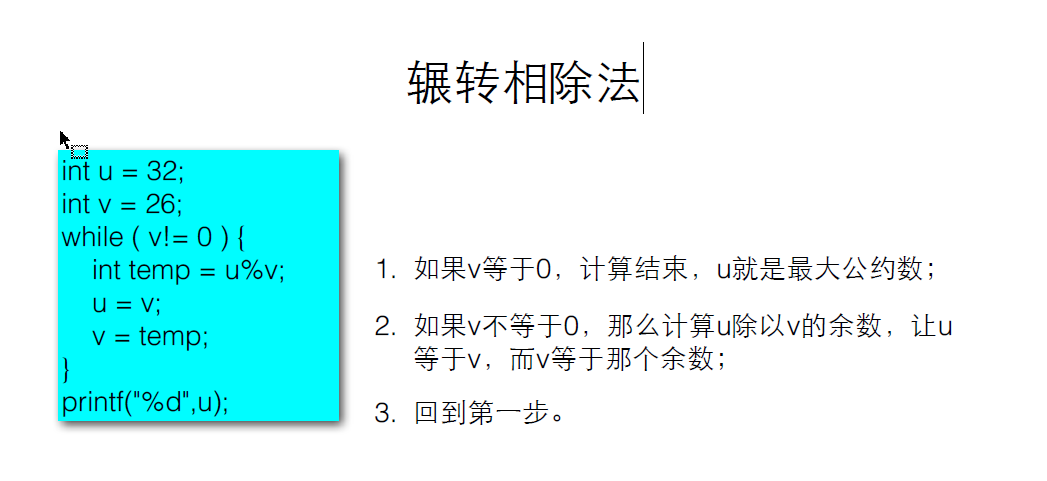 辗转相除法
int u = 32;
int v = 26;
while ( v!= 0 ) {
int temp = u%v;
u = v;
v = temp;
}
printf("%d",u);
1. 如果v等于0，计算结束，u就是最大公约数；
2. 如果v不等于0，那么计算u除以v的余数，让u
等于v，而v等于那个余数；
3. 回到第一步。